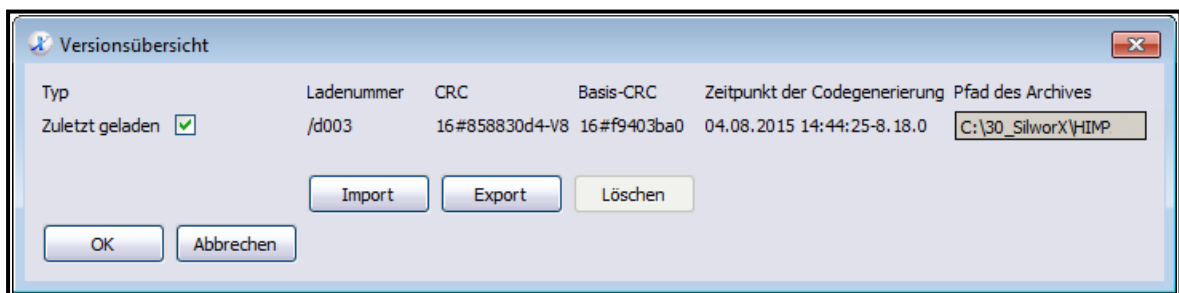 Versionsübersicht
Typ Ladenummer CRC Basis-CRC Zeitpunkt der Codegenerierung Pfad des Archives
Zuletzt geladen /d003 16#858830d4-V8 16#f9403ba0 04.08.2015 14:44:25-8.18.0 C:\30_SilworX\HIMP
Import Export Löschen
OK Abbrechen